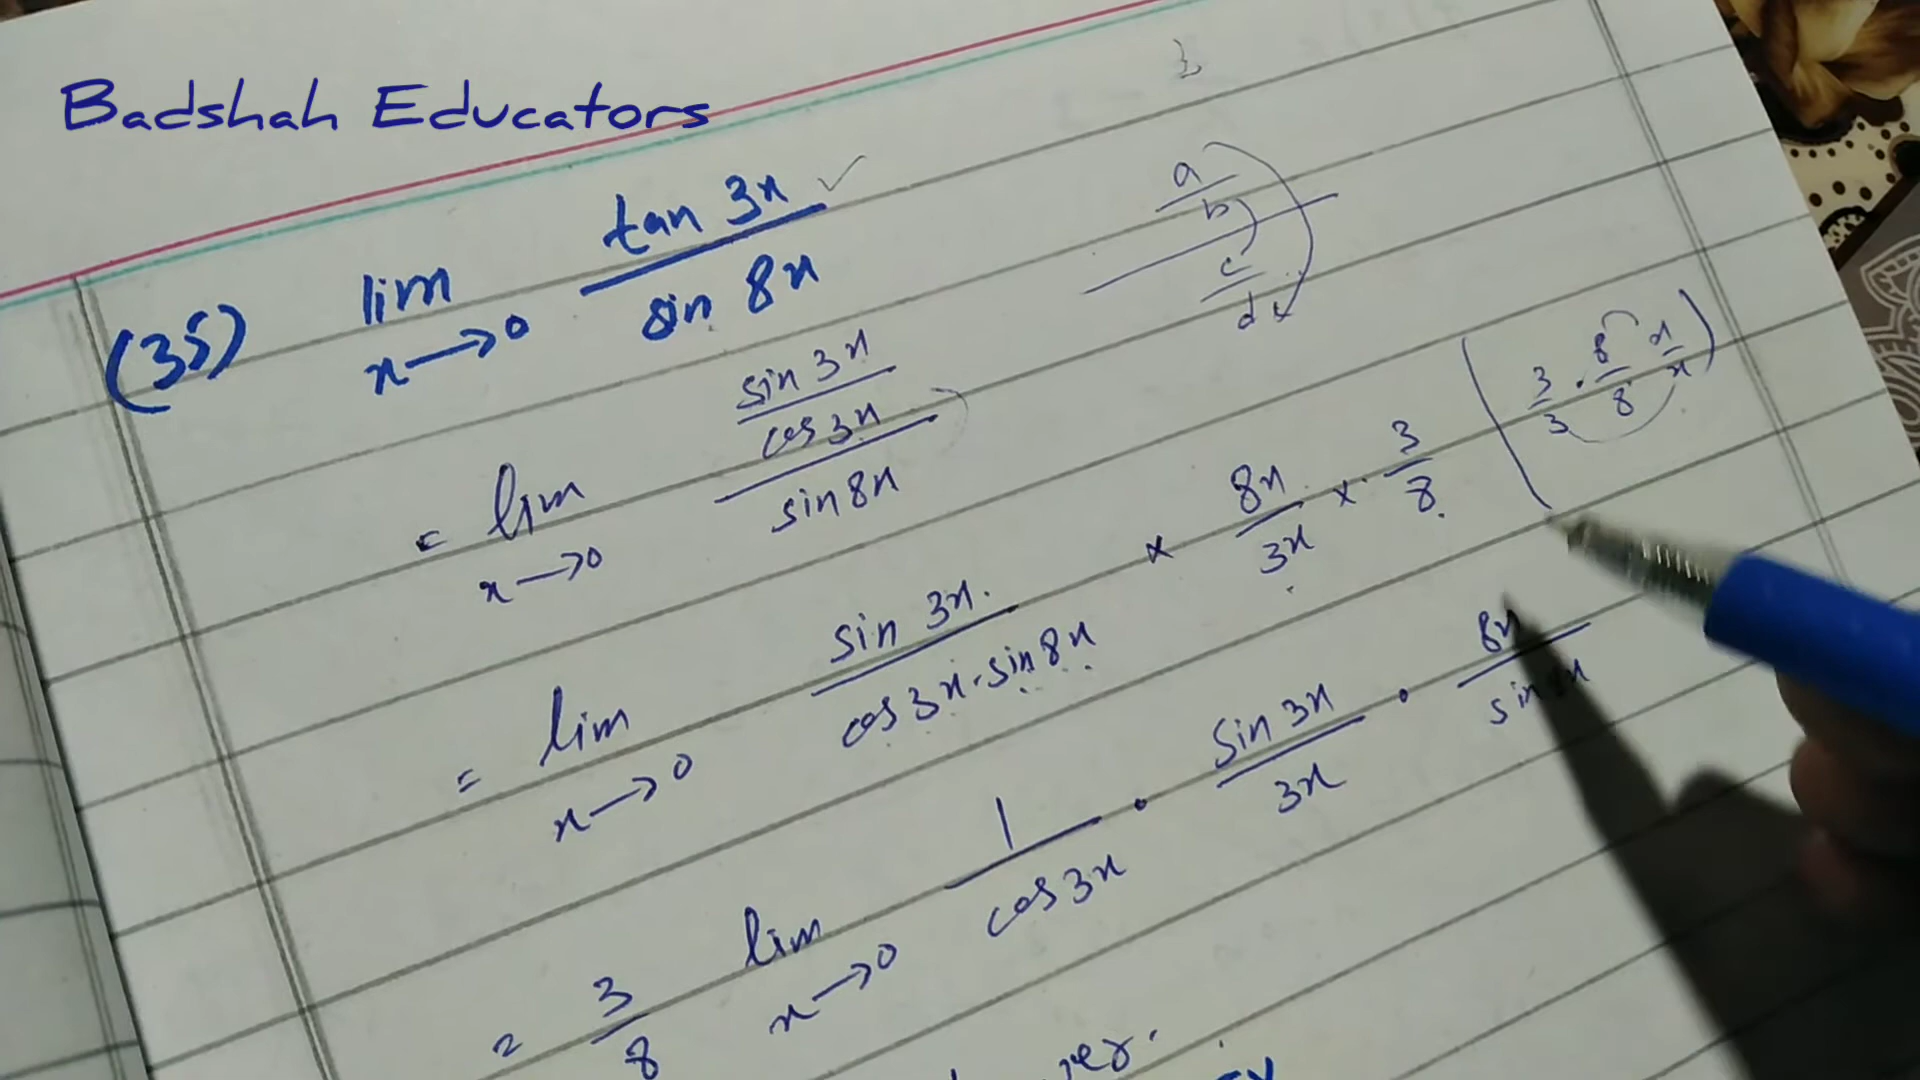 Badshah Educators
(35) lim x→0 tan 3x / sin 8x ✓
a/b / c/d
= lim x→0 (sin 3x / cos 3x) / sin 8x
= lim x→0 sin 3x / cos 3x · sin 8x × 8x / 3x × 3 / 8 (3/3 · 8/8 x/x)
= 3/8 lim x→0 1 / cos 3x · sin 3x / 3x · 8x / sin 8x